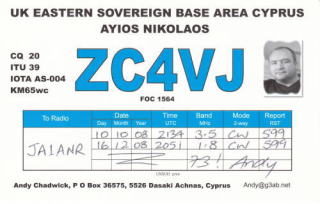 UK EASTERN SOVEREIGN BASE AREA CYPRUS
AYIOS NIKOLAOS
CQ 20
ITU 39
IOTA AS-004
KM65wc
ZC4VJ
FOC 1564
To Radio Date Time Band Mode Report
Day Month Year UTC MHz 2-way RST
JA1ANR 10 10 08 2134 3.5 CW 599
16 12 08 2051 1.8 CW 599
73! Andy
Andy Chadwick, P O Box 36575, 5526 Dasaki Achnas, Cyprus Andy@g3ab.net